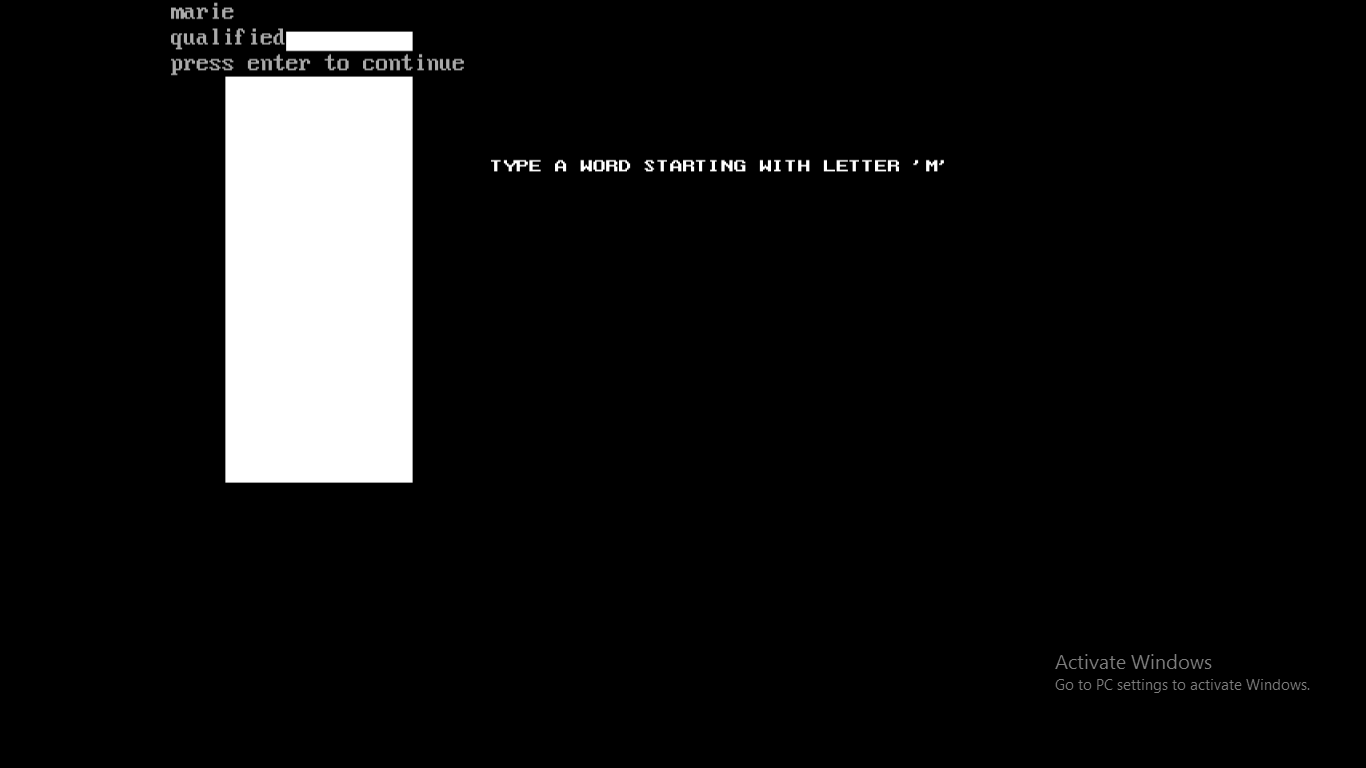 marie
qualified
press enter to continue
TYPE A WORD STARTING WITH LETTER 'M'
Activate Windows
Go to PC settings to activate Windows.